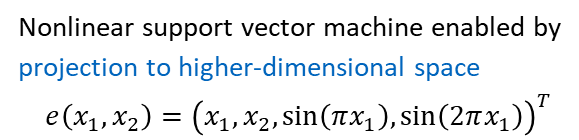 Nonlinear support vector machine enabled by
projection to higher-dimensional space
e(x₁, x₂) = (x₁, x₂, sin(πx₁), sin(2πx₁))ᵀ